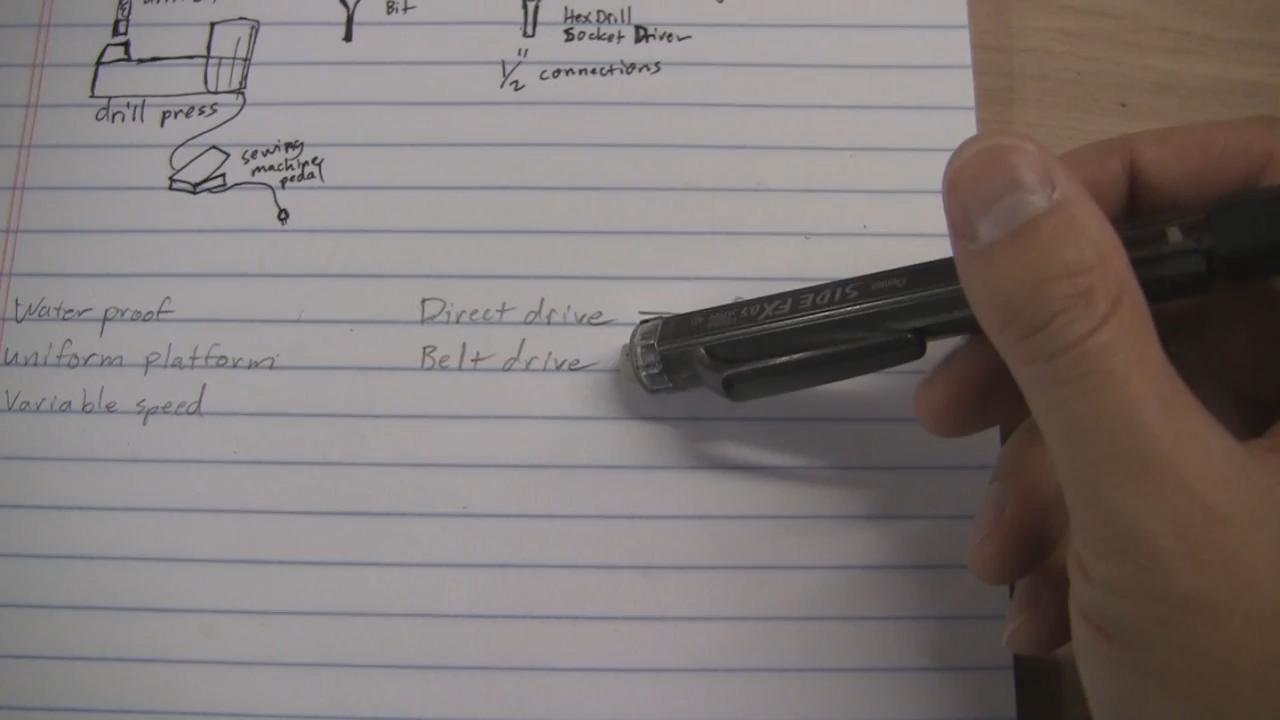 Bit
Hex Drill
Socket Driver
1/2" connections
drill press
sewing
machine
pedal
Water proof
uniform platform
Variable speed
Direct drive
Belt drive
Pentel SIDE FX